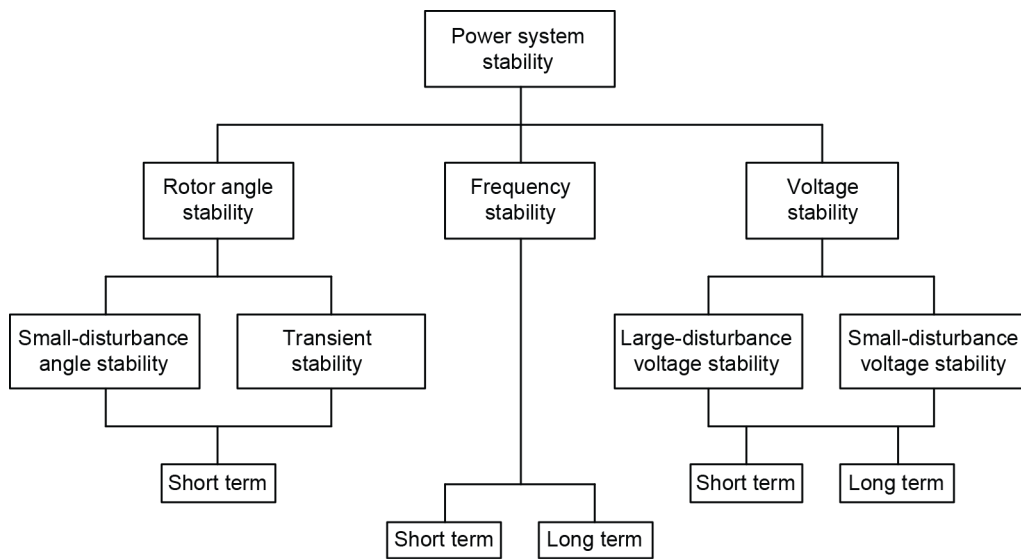 Power system
stability
Rotor angle
stability
Frequency
stability
Voltage
stability
Small-disturbance
angle stability
Transient
stability
Large-disturbance
voltage stability
Small-disturbance
voltage stability
Short term
Short term
Long term
Short term
Long term